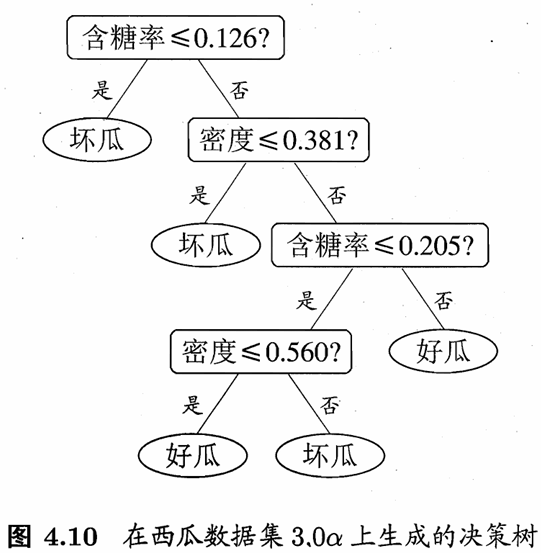 含糖率≤0.126?
是 否
坏瓜 密度≤0.381?
是 否
坏瓜 含糖率≤0.205?
是 否
密度≤0.560? 好瓜
是 否
好瓜 坏瓜
图 4.10 在西瓜数据集 3.0α 上生成的决策树